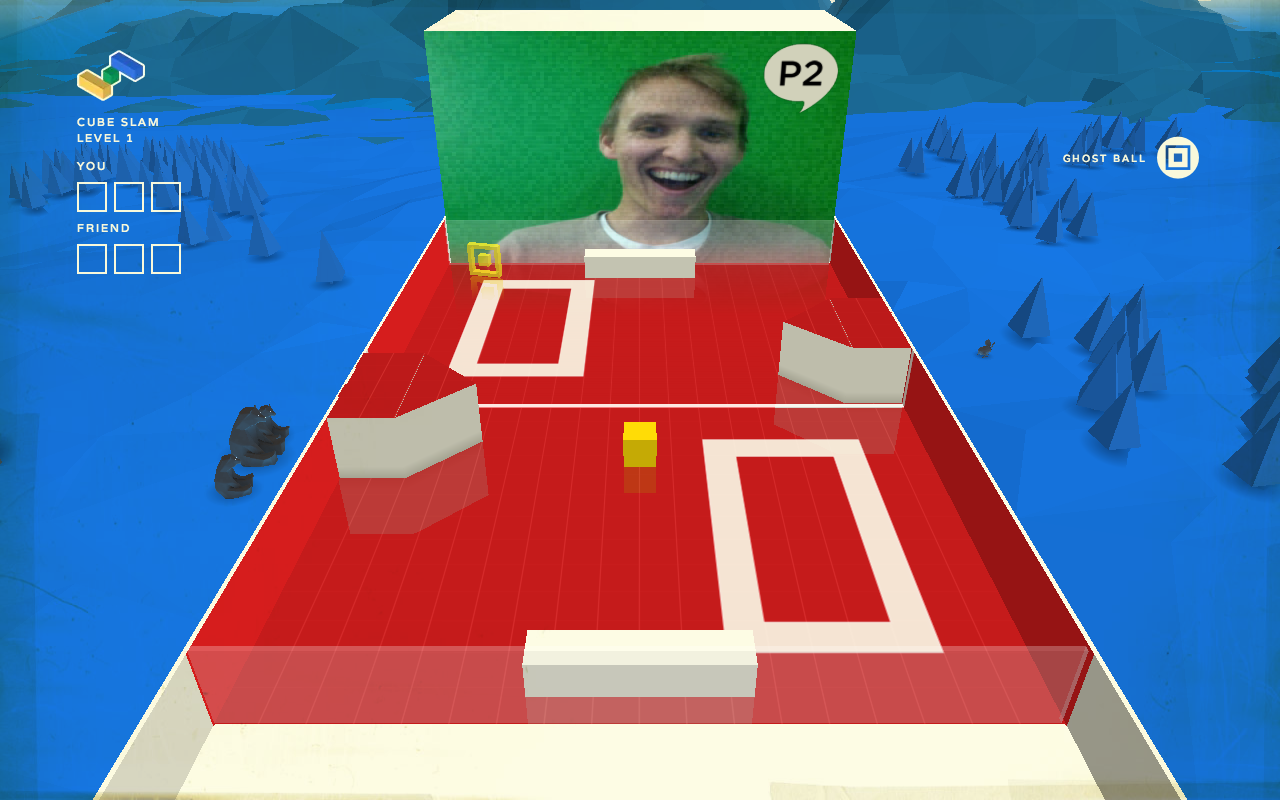 P2
CUBE SLAM
LEVEL 1
YOU
FRIEND
GHOST BALL